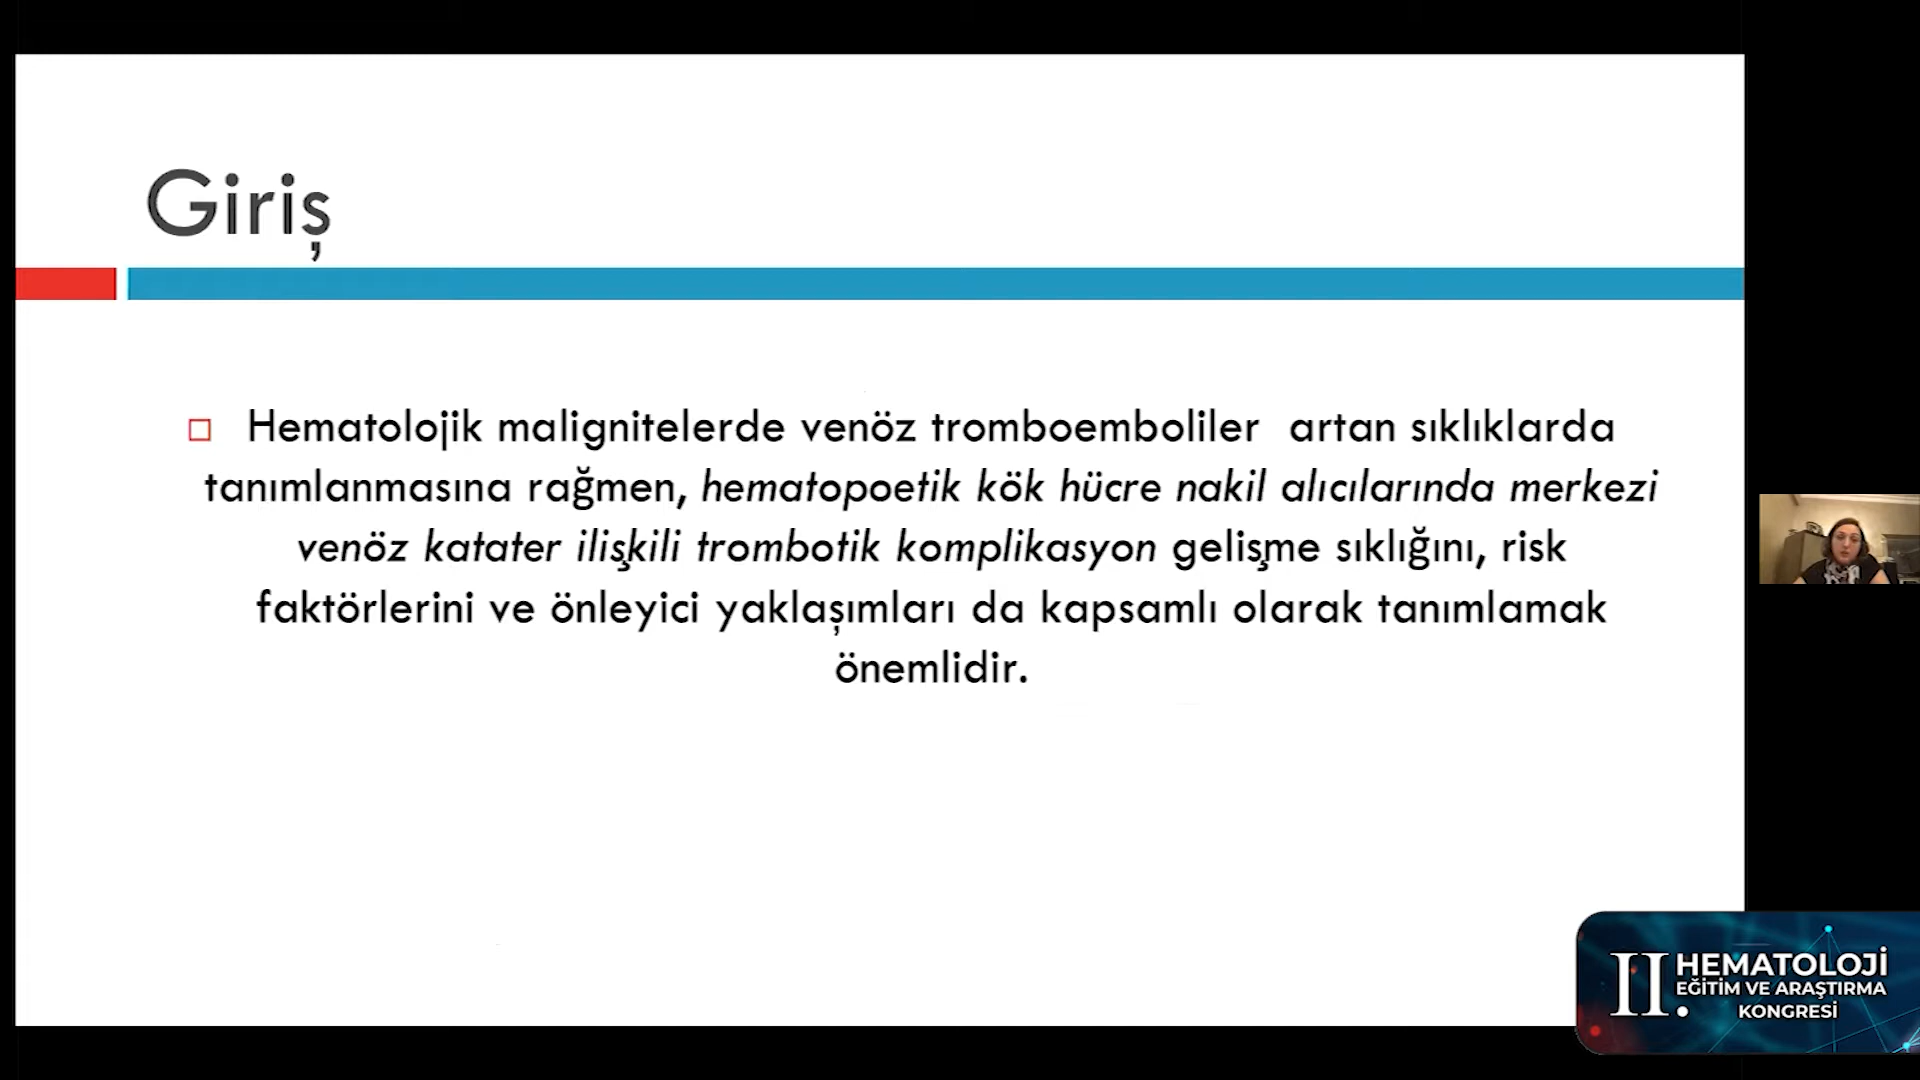 Giriş
Hematolojik malignitelerde venöz tromboemboliler artan sıklıklarda
tanımlanmasına rağmen, hematopoetik kök hücre nakil alıcılarında merkezi
venöz katater ilişkili trombotik komplikasyon gelişme sıklığını, risk
faktörlerini ve önleyici yaklaşımları da kapsamlı olarak tanımlamak
önemlidir.
II. HEMATOLOJİ
EĞİTİM VE ARAŞTIRMA
KONGRESİ